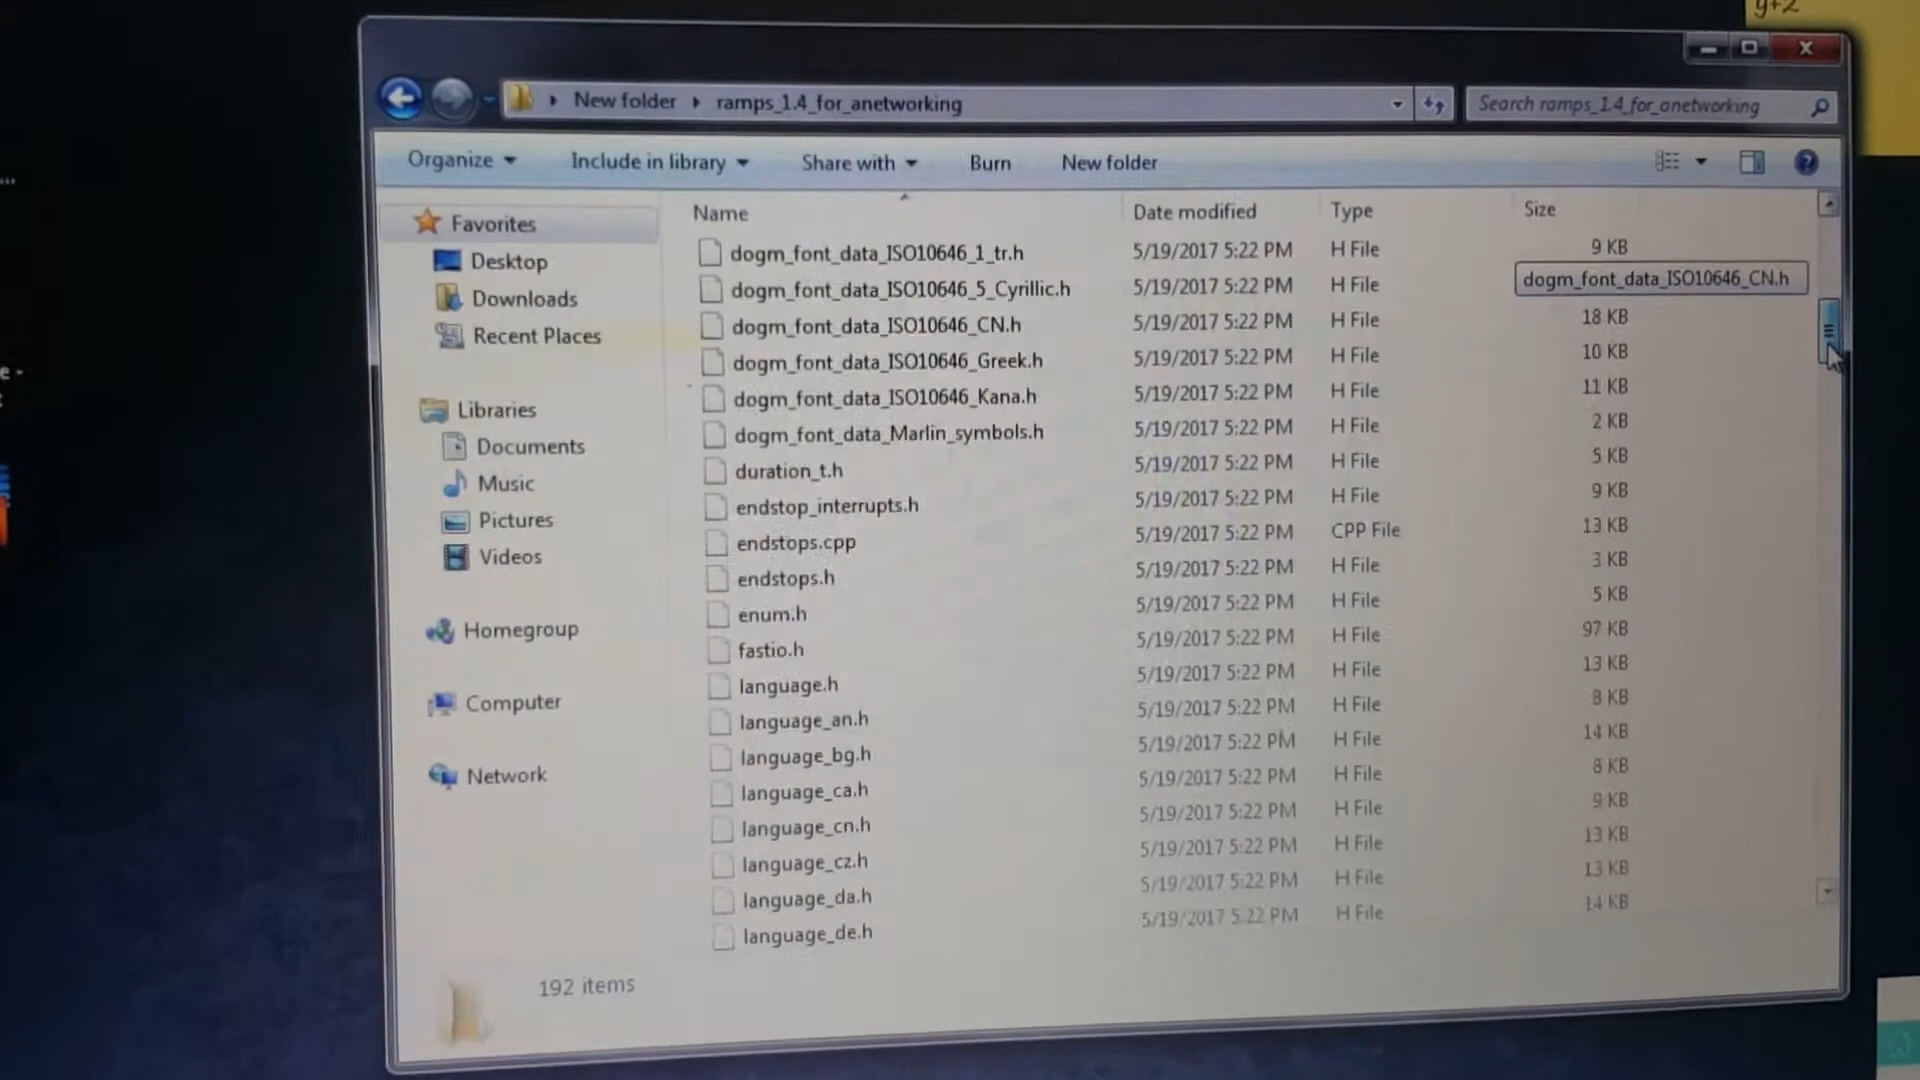 y+2
New folder ramps_1.4_for_anetworking Search ramps_1.4_for_anetworking
Organize Include in library Share with Burn New folder
Favorites
Desktop
Downloads
Recent Places
Libraries
Documents
Music
Pictures
Videos
Homegroup
Computer
Network
Name Date modified Type Size
dogm_font_data_ISO10646_1_tr.h 5/19/2017 5:22 PM H File 9 KB
dogm_font_data_ISO10646_5_Cyrillic.h 5/19/2017 5:22 PM H File
dogm_font_data_ISO10646_CN.h
dogm_font_data_ISO10646_CN.h 5/19/2017 5:22 PM H File 18 KB
dogm_font_data_ISO10646_Greek.h 5/19/2017 5:22 PM H File 10 KB
dogm_font_data_ISO10646_Kana.h 5/19/2017 5:22 PM H File 11 KB
dogm_font_data_Marlin_symbols.h 5/19/2017 5:22 PM H File 2 KB
duration_t.h 5/19/2017 5:22 PM H File 5 KB
endstop_interrupts.h 5/19/2017 5:22 PM H File 9 KB
endstops.cpp 5/19/2017 5:22 PM CPP File 13 KB
endstops.h 5/19/2017 5:22 PM H File 3 KB
enum.h 5/19/2017 5:22 PM H File 5 KB
fastio.h 5/19/2017 5:22 PM H File 97 KB
language.h 5/19/2017 5:22 PM H File 13 KB
language_an.h 5/19/2017 5:22 PM H File 8 KB
language_bg.h 5/19/2017 5:22 PM H File 14 KB
language_ca.h 5/19/2017 5:22 PM H File 8 KB
language_cn.h 5/19/2017 5:22 PM H File 9 KB
language_cz.h 5/19/2017 5:22 PM H File 13 KB
language_da.h 5/19/2017 5:22 PM H File 13 KB
language_de.h 5/19/2017 5:22 PM H File 14 KB
192 items